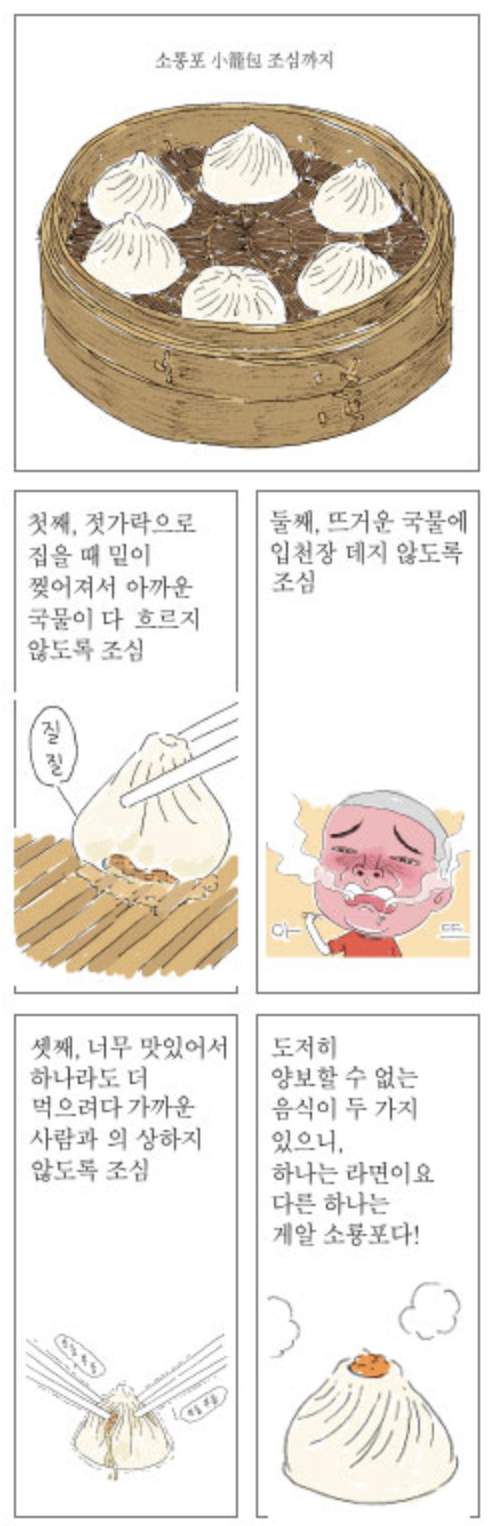 소롱포 小籠包 조심까지
첫째, 젓가락으로
집을 때 밑이
찢어져서 아까운
국물이 다 흐르지
않도록 조심
질
질
둘째, 뜨거운 국물에
입천장 데지 않도록
조심
아-
셋째, 너무 맛있어서
하나라도 더
먹으려다 가까운
사람과 의 상하지
않도록 조심
도저히
양보할 수 없는
음식이 두 가지
있으니,
하나는 라면이요
다른 하나는
게알 소룡포다!